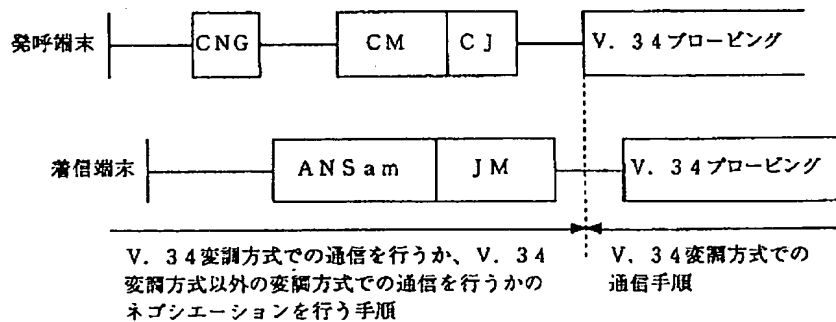 発呼端末
CNG
CM
CJ
V. 34プロービング
着信端末
ANSam
JM
V. 34プロービング
V. 34変調方式での通信を行うか、V. 34
変調方式以外の変調方式での通信を行うかの
ネゴシエーションを行う手順
V. 34変調方式での
通信手順